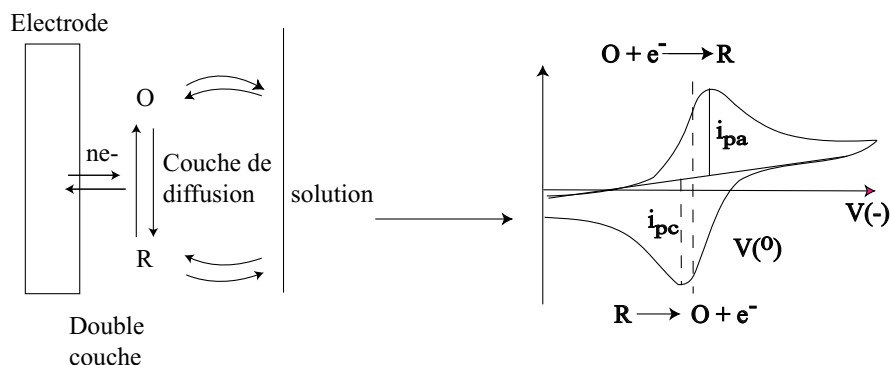 Electrode
O
ne-
Couche de
diffusion
solution
R
Double
couche
O + e⁻ → R
i_pa
i_pc
V(-)
V(⁰)
R → O + e⁻